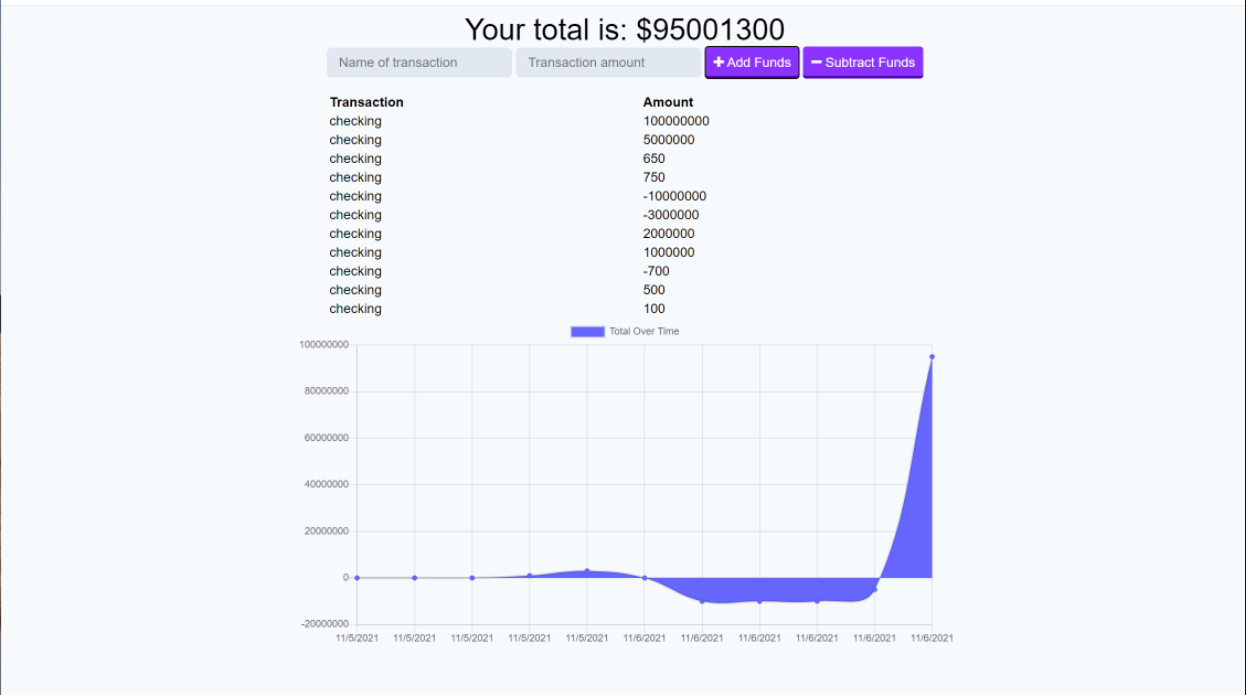 Your total is: $95001300
Name of transaction Transaction amount Add Funds Subtract Funds
Transaction Amount
checking 100000000
checking 5000000
checking 650
checking 750
checking -10000000
checking -3000000
checking 2000000
checking 1000000
checking -700
checking 500
checking 100
Total Over Time
100000000
80000000
60000000
40000000
20000000
0
-20000000
11/5/2021 11/5/2021 11/5/2021 11/5/2021 11/5/2021 11/6/2021 11/6/2021 11/6/2021 11/6/2021 11/6/2021 11/6/2021